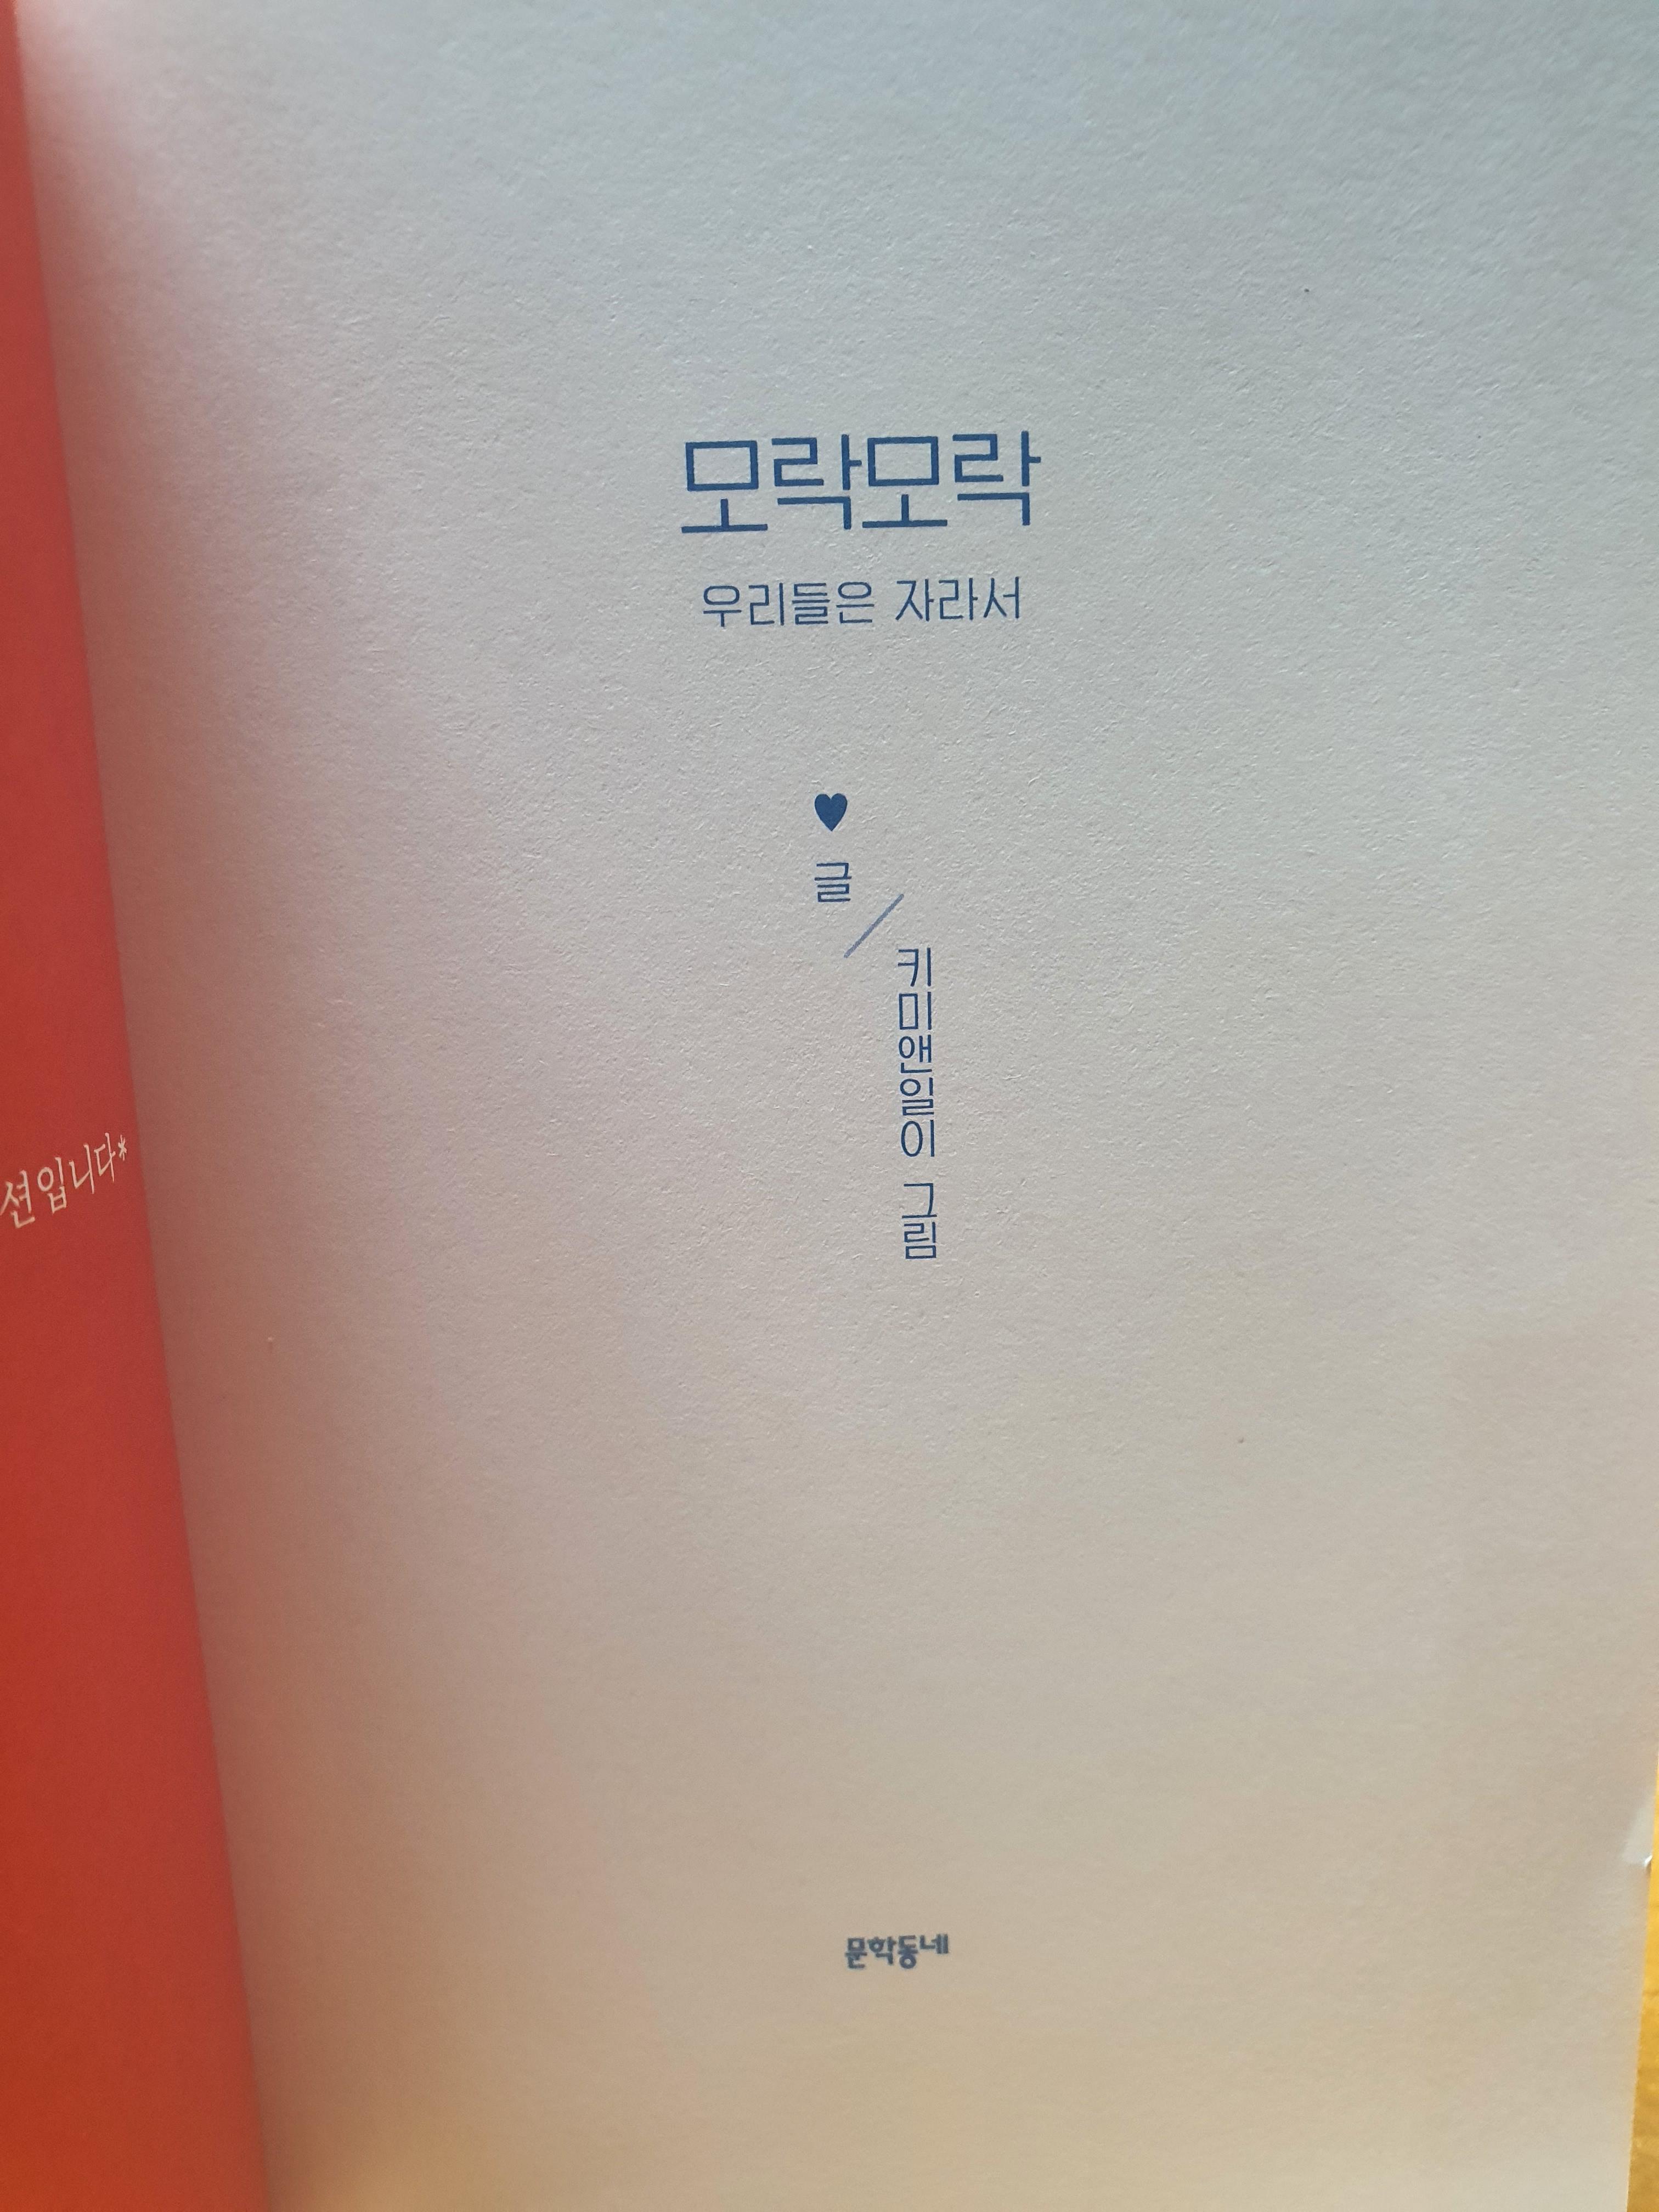 모락모락
우리들은 자라서
♥
글
키미앤일이 그림
문학동네
션입니다*